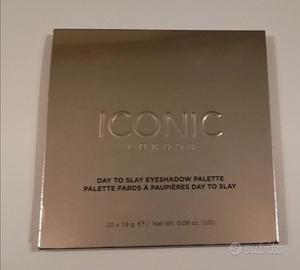 ICONIC
LONDON
DAY TO SLAY EYESHADOW PALETTE
PALETTE FARDS À PAUPIÈRES DAY TO SLAY
20 x 1.9 g ℮ / Net Wt. 0.06 oz. (US)
subito